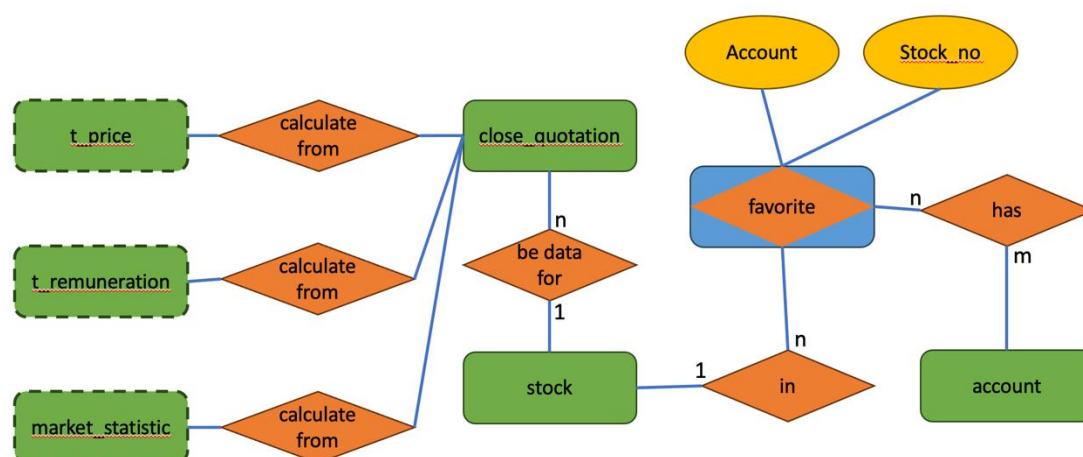 Account
Stock_no
t_price
calculate
from
close_quotation
favorite
n
has
n
be data
for
m
t_remuneration
calculate
from
1
n
1
stock
in
account
market_statistic
calculate
from